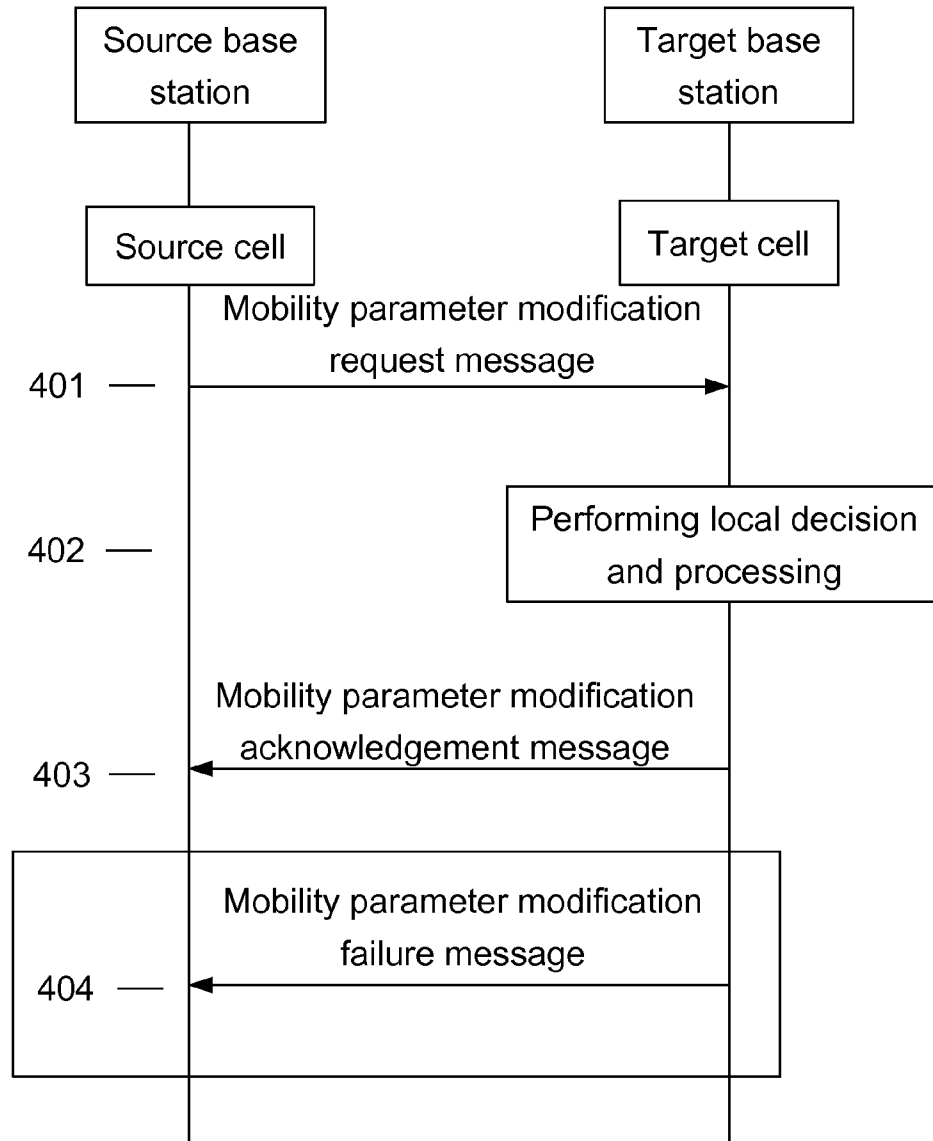 Source base
station
Target base
station
Source cell
Target cell
Mobility parameter modification
request message
401
Performing local decision
and processing
402
Mobility parameter modification
acknowledgement message
403
Mobility parameter modification
failure message
404